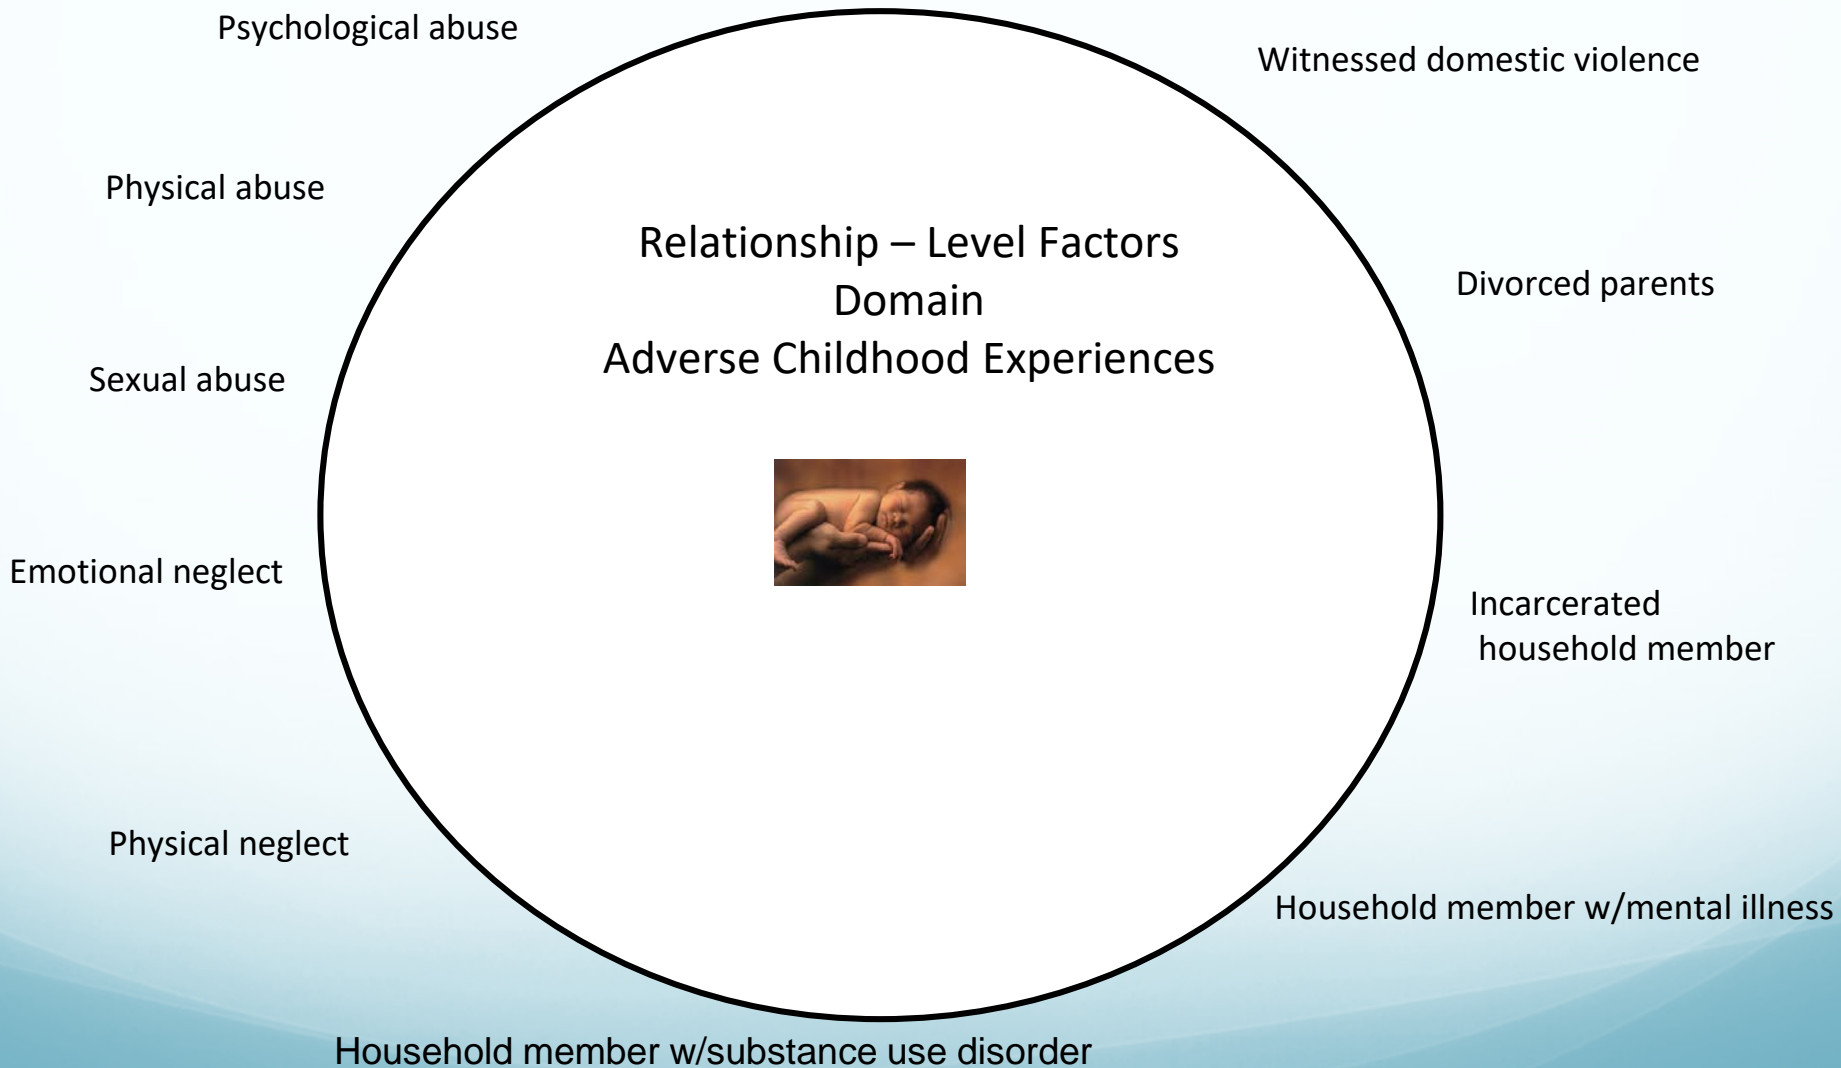 Psychological abuse
Witnessed domestic violence
Physical abuse
Relationship – Level Factors
Domain
Adverse Childhood Experiences
Divorced parents
Sexual abuse
Emotional neglect
Incarcerated
household member
Physical neglect
Household member w/mental illness
Household member w/substance use disorder